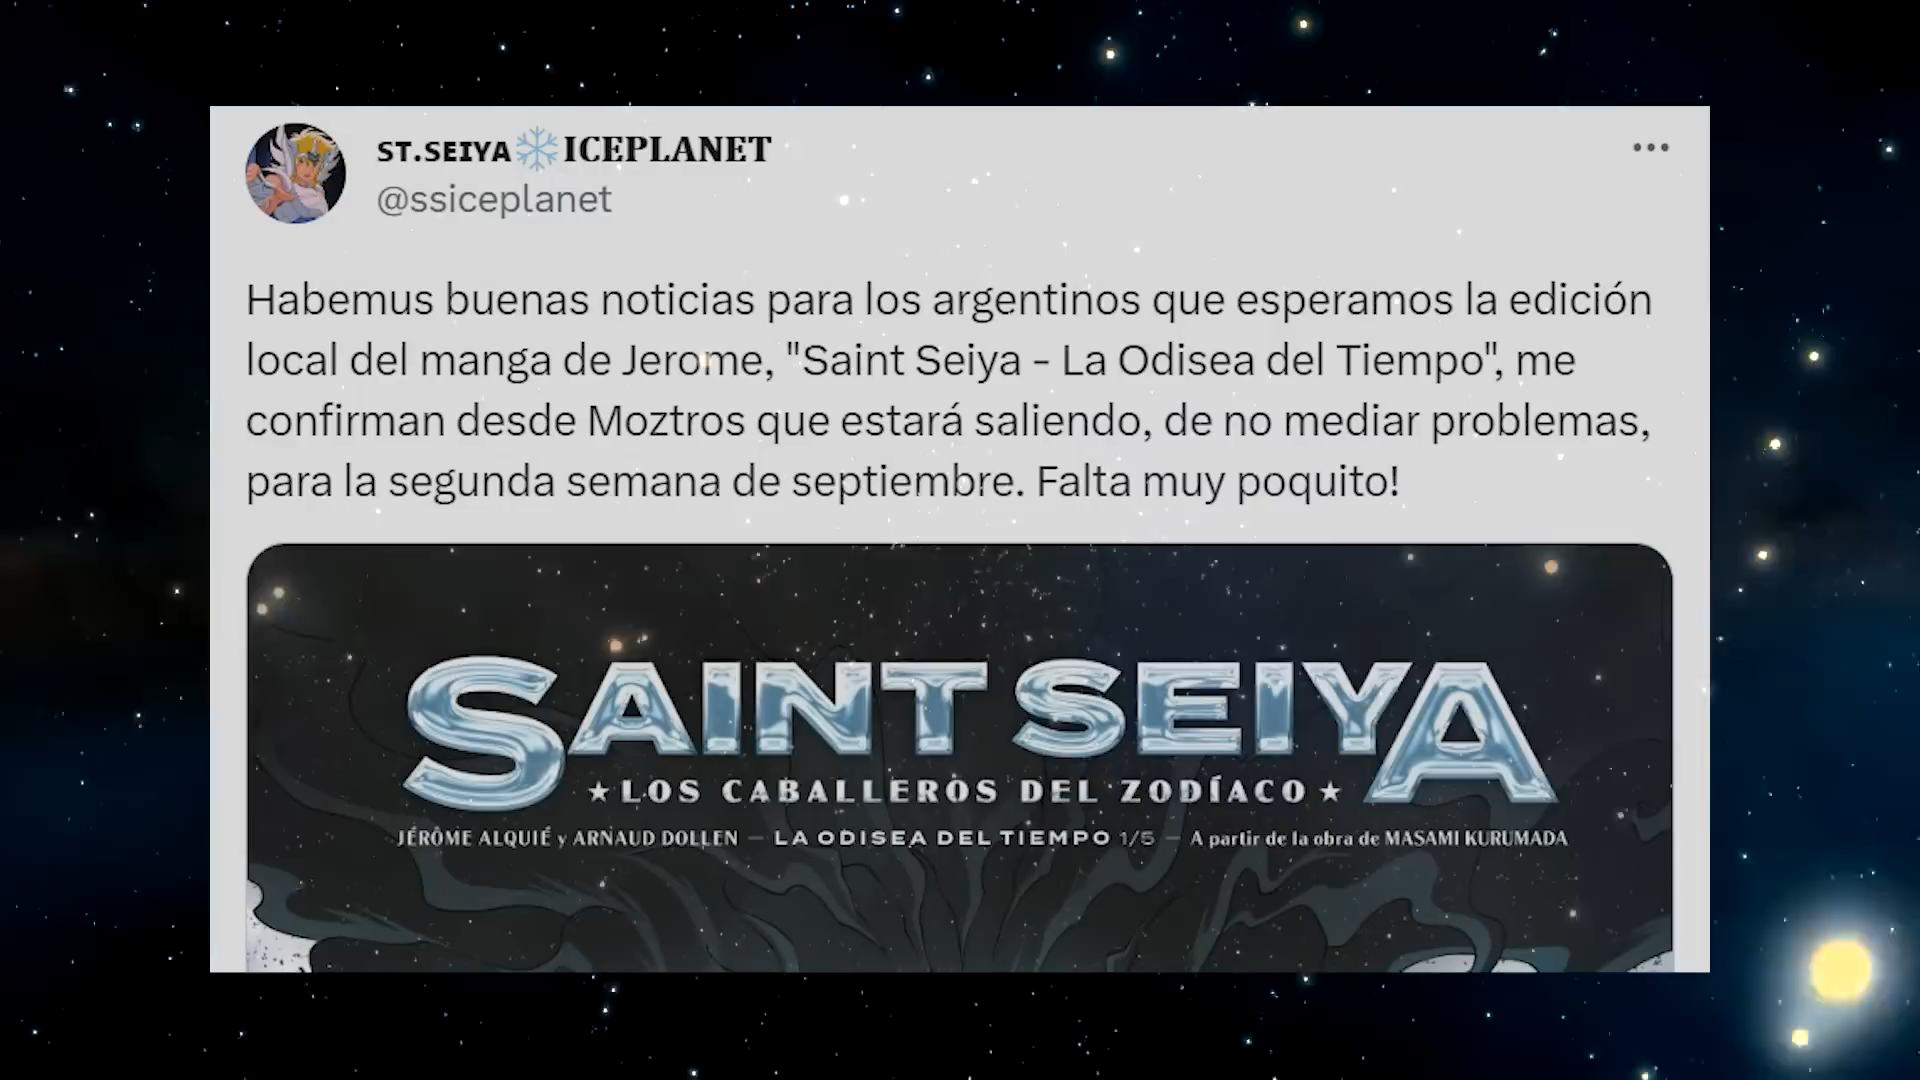 ST.SEIYA❄ICEPLANET
@ssiceplanet
Habemus buenas noticias para los argentinos que esperamos la edición
local del manga de Jerome, "Saint Seiya - La Odisea del Tiempo", me
confirman desde Moztros que estará saliendo, de no mediar problemas,
para la segunda semana de septiembre. Falta muy poquito!
SAINT SEIYA
★ LOS CABALLEROS DEL ZODÍACO ★
JÉRÔME ALQUIÉ y ARNAUD DOLLEN — LA ODISEA DEL TIEMPO 1/5 — A partir de la obra de MASAMI KURUMADA